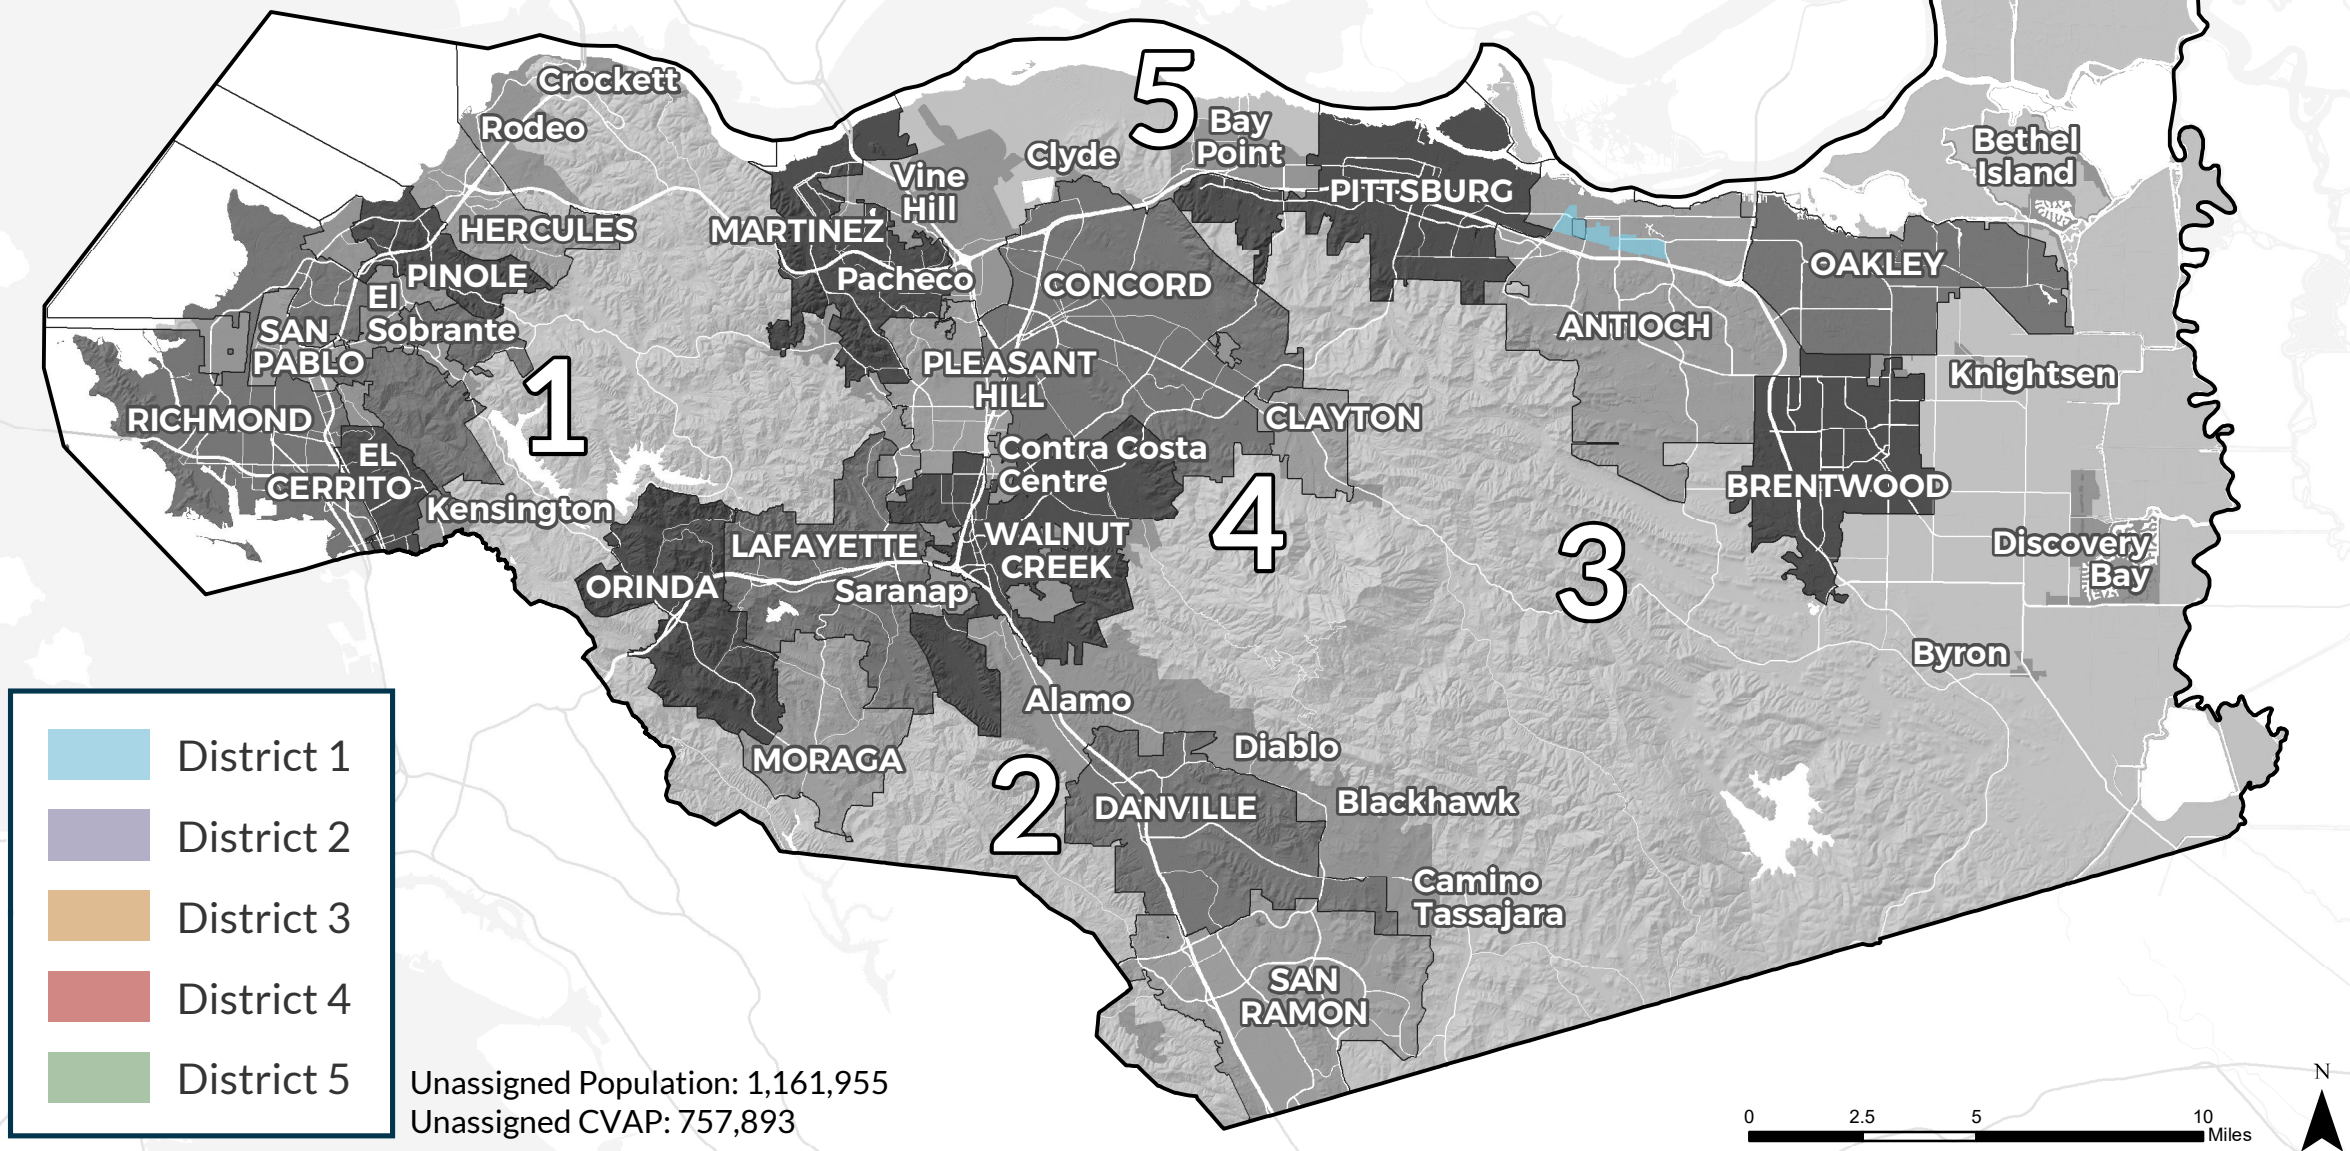 Crockett
Rodeo
5
Bay
Point
Clyde
Vine
Hill
Bethel
Island
PITTSBURG
HERCULES
MARTINEZ
PINOLE
Pacheco
CONCORD
OAKLEY
El
Sobrante
SAN
PABLO
ANTIOCH
PLEASANT
HILL
Knightsen
1
RICHMOND
CLAYTON
EL
CERRITO
Contra Costa
Centre
BRENTWOOD
Kensington
4
3
LAFAYETTE
WALNUT
CREEK
Discovery
Bay
ORINDA
Saranap
Byron
Alamo
MORAGA
Diablo
2
DANVILLE
Blackhawk
Camino
Tassajara
SAN
RAMON
District 1
District 2
District 3
District 4
District 5
Unassigned Population: 1,161,955
Unassigned CVAP: 757,893
0 2.5 5 10
Miles
N